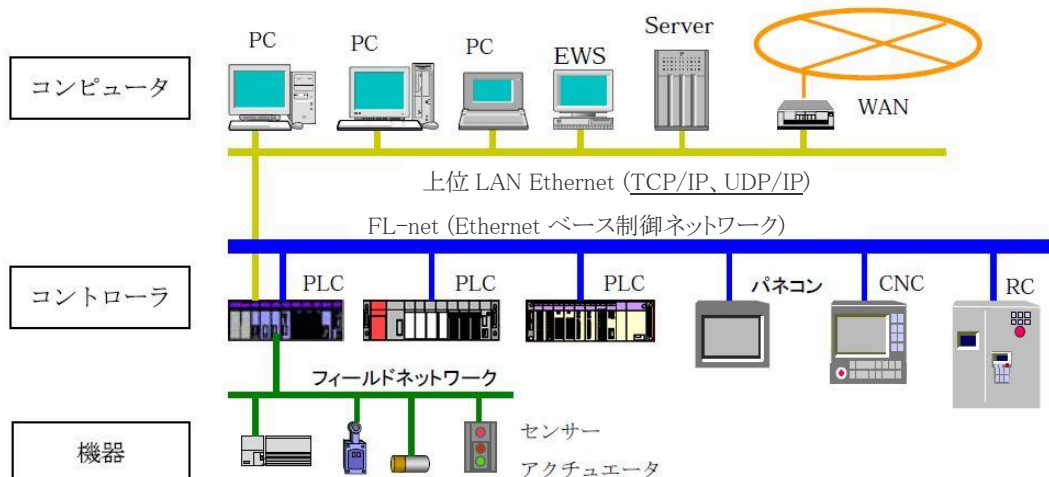 PC
PC
PC
EWS
Server
WAN
コンピュータ
上位 LAN Ethernet (TCP/IP、UDP/IP)
FL-net (Ethernet ベース制御ネットワーク)
コントローラ
PLC
PLC
PLC
パネコン
CNC
RC
フィールドネットワーク
機器
センサー
アクチュエータ